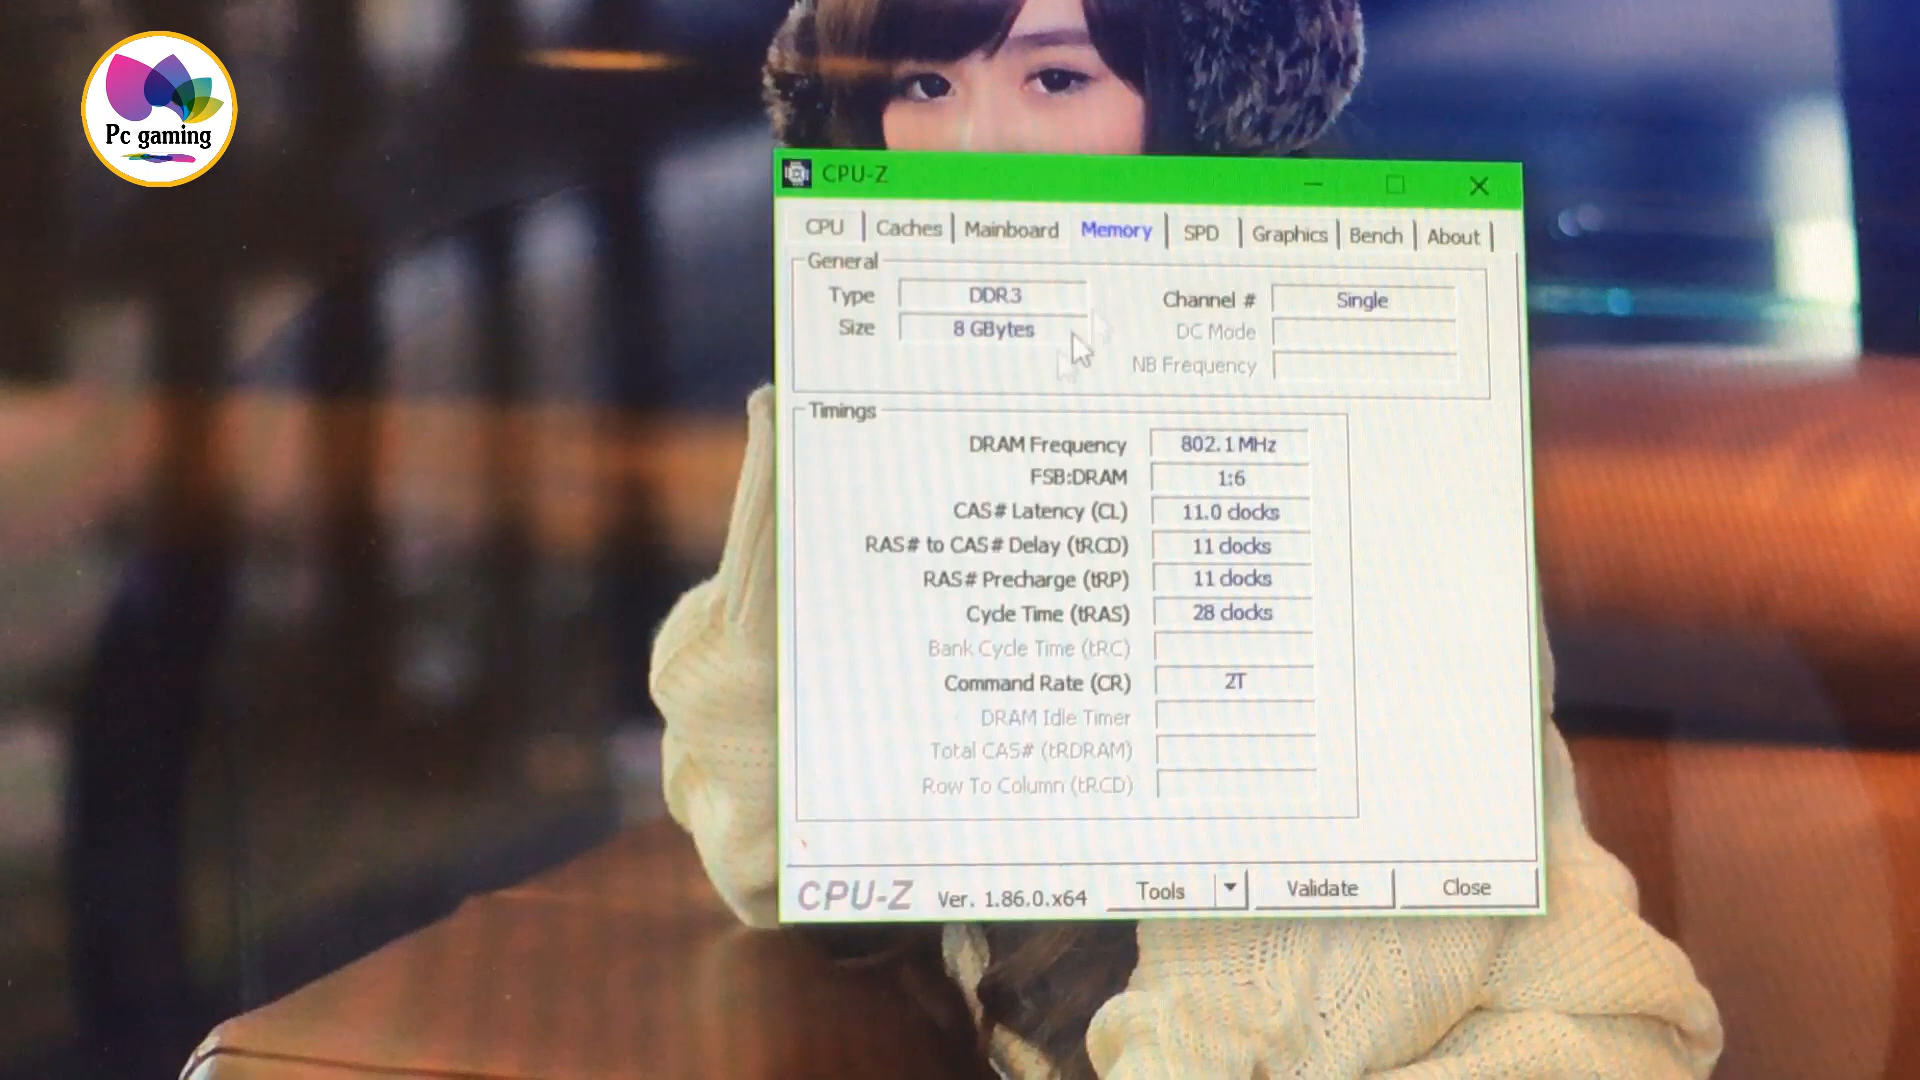 Pc gaming
CPU-Z
CPU Caches Mainboard Memory SPD Graphics Bench About
General
Type DDR3 Channel # Single
Size 8 GBytes DC Mode
NB Frequency
Timings
DRAM Frequency 802.1 MHz
FSB:DRAM 1:6
CAS# Latency (CL) 11.0 clocks
RAS# to CAS# Delay (tRCD) 11 clocks
RAS# Precharge (tRP) 11 clocks
Cycle Time (tRAS) 28 clocks
Bank Cycle Time (tRC)
Command Rate (CR) 2T
DRAM Idle Timer
Total CAS# (tRDRAM)
Row To Column (tRCD)
CPU-Z Ver. 1.86.0.x64 Tools Validate Close